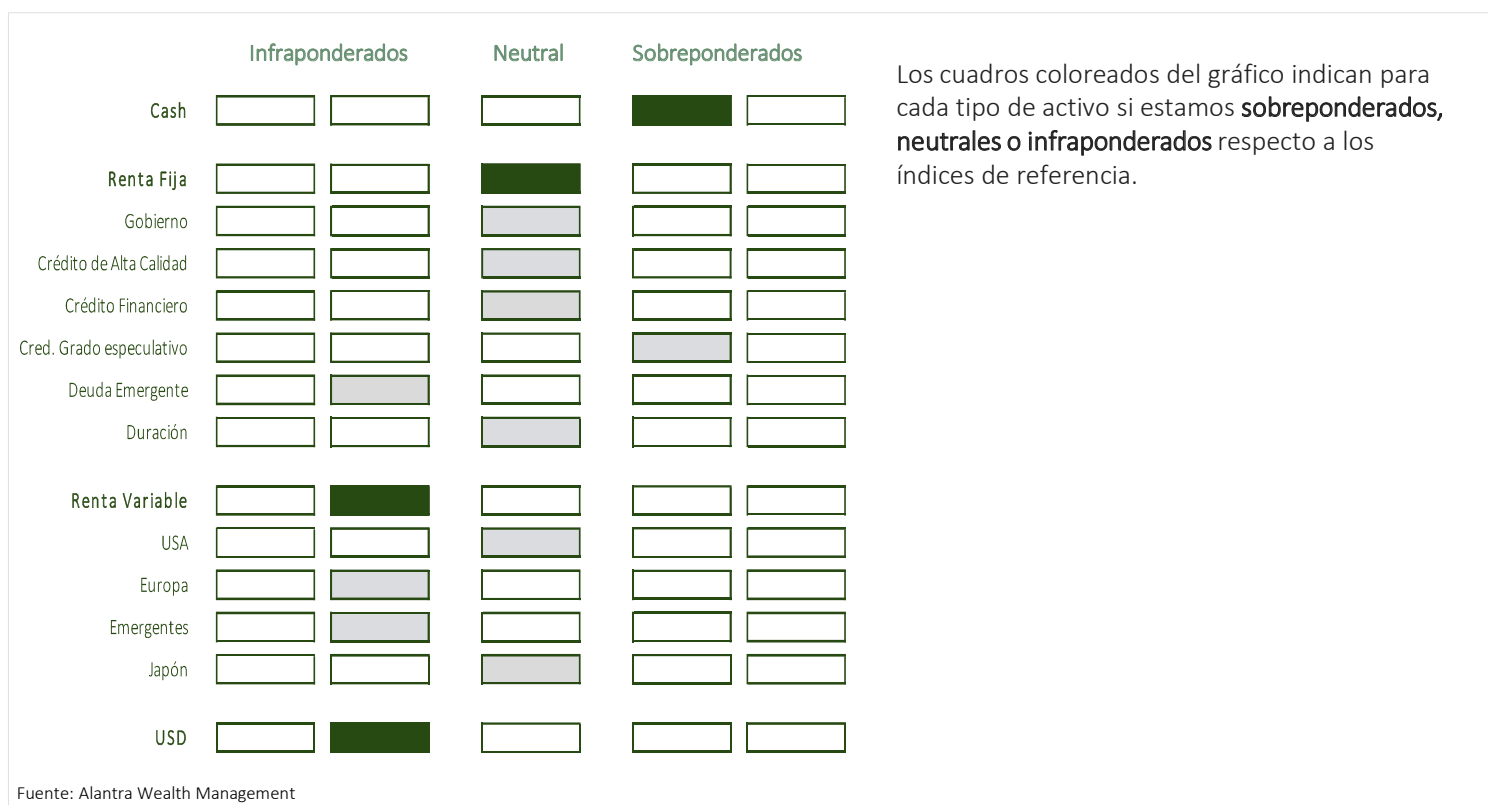 Infraponderados Neutral Sobreponderados
Cash
Renta Fija
Gobierno
Crédito de Alta Calidad
Crédito Financiero
Cred. Grado especulativo
Deuda Emergente
Duración
Renta Variable
USA
Europa
Emergentes
Japón
USD
Los cuadros coloreados del gráfico indican para
cada tipo de activo si estamos sobreponderados,
neutrales o infraponderados respecto a los
índices de referencia.
Fuente: Alantra Wealth Management